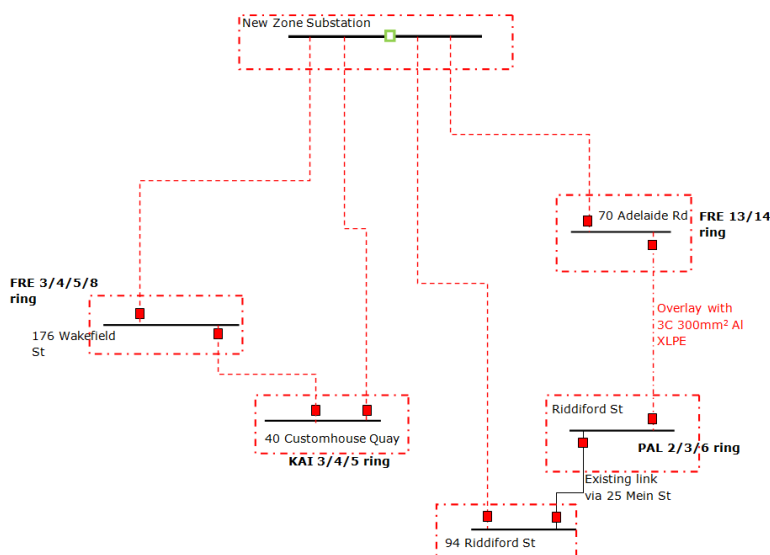 New Zone Substation
70 Adelaide Rd
FRE 13/14
ring
FRE 3/4/5/8
ring
176 Wakefield
St
Overlay with
3C 300mm² Al
XLPE
40 Customhouse Quay
KAI 3/4/5 ring
Riddiford St
PAL 2/3/6 ring
Existing link
via 25 Mein St
94 Riddiford St